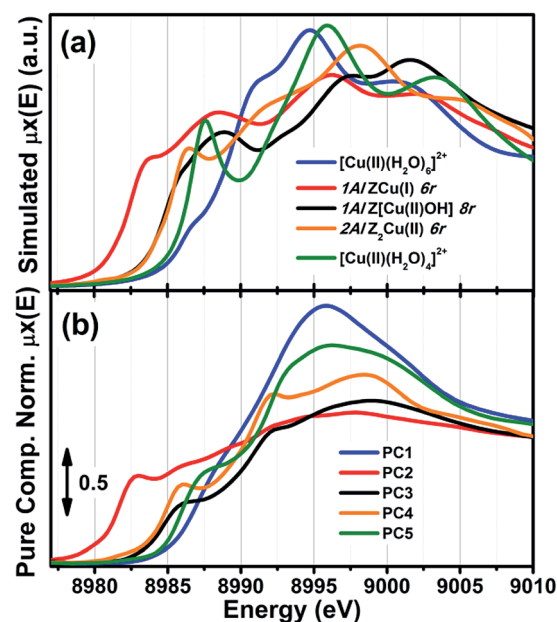 (a)
Simulated μx(E) (a.u.)
[Cu(II)(H₂O)₆]²⁺
1Al ZCu(I) 6r
1Al Z[Cu(II)OH] 8r
2Al Z₂Cu(II) 6r
[Cu(II)(H₂O)₄]²⁺
(b)
Pure Comp. Norm. μx(E)
0.5
PC1
PC2
PC3
PC4
PC5
8980 8985 8990 8995 9000 9005 9010
Energy (eV)